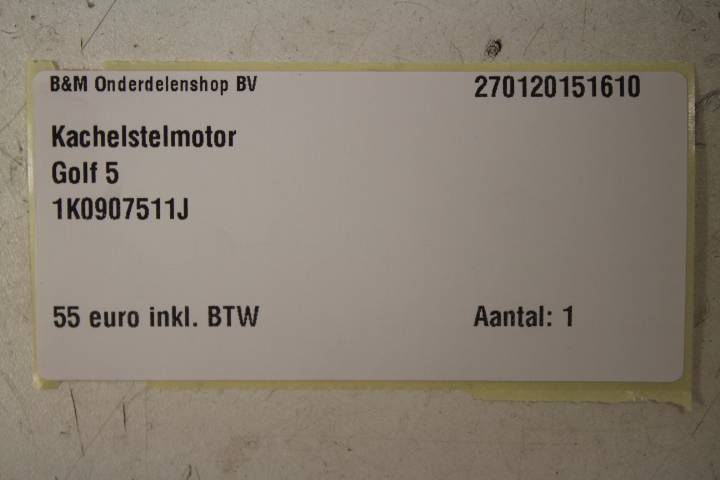 B&M Onderdelenshop BV 270120151610
Kachelstelmotor
Golf 5
1K0907511J
55 euro inkl. BTW Aantal: 1